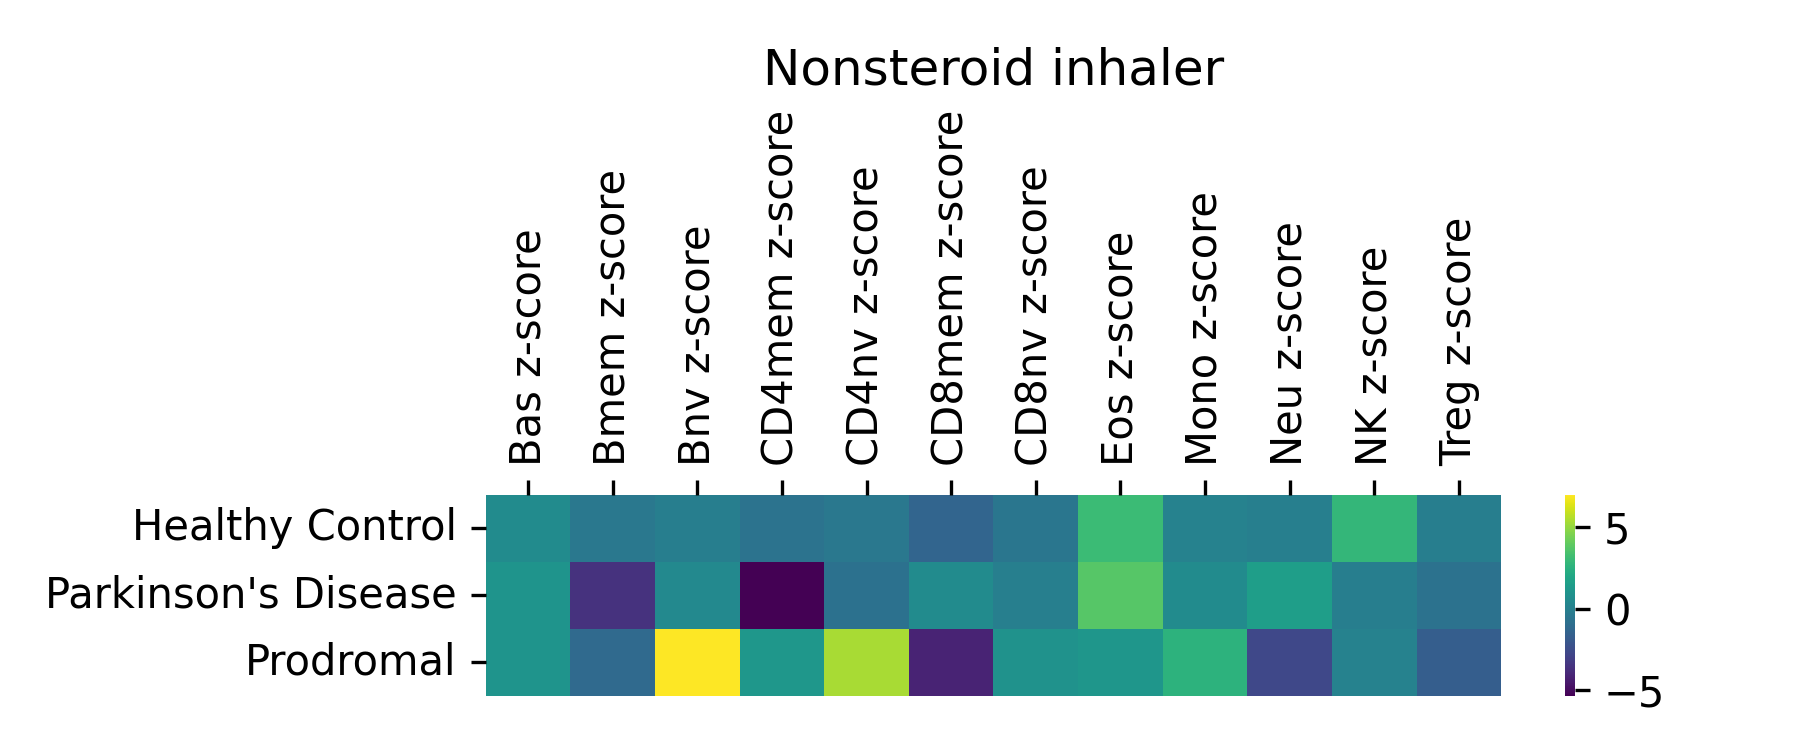 Nonsteroid inhaler
Bas z-score
Bmem z-score
Bnv z-score
CD4mem z-score
CD4nv z-score
CD8mem z-score
CD8nv z-score
Eos z-score
Mono z-score
Neu z-score
NK z-score
Treg z-score
Healthy Control
Parkinson's Disease
Prodromal
5
0
−5